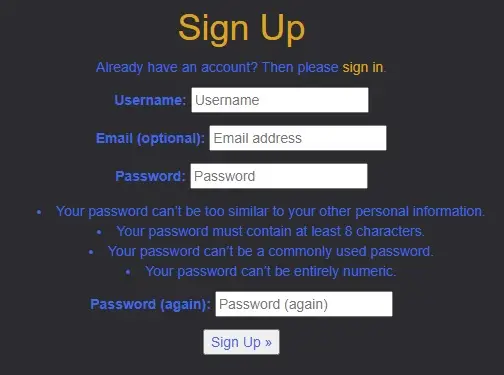 Sign Up
Already have an account? Then please sign in.
Username: Username
Email (optional): Email address
Password: Password
• Your password can't be too similar to your other personal information.
• Your password must contain at least 8 characters.
• Your password can't be a commonly used password.
• Your password can't be entirely numeric.
Password (again): Password (again)
Sign Up »